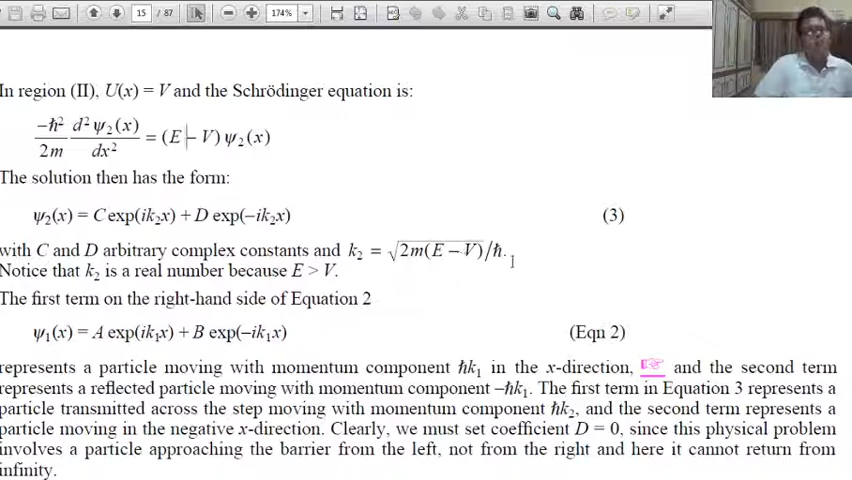 15 / 87
174%
In region (II), U(x) = V and the Schrödinger equation is:
−ħ²/2m d²ψ₂(x)/dx² = (E − V) ψ₂(x)
The solution then has the form:
ψ₂(x) = C exp(ik₂x) + D exp(−ik₂x) (3)
with C and D arbitrary complex constants and k₂ = √2m(E − V)/ħ.
Notice that k₂ is a real number because E > V.
The first term on the right-hand side of Equation 2
ψ₁(x) = A exp(ik₁x) + B exp(−ik₁x) (Eqn 2)
represents a particle moving with momentum component ħk₁ in the x-direction, ☞ and the second term
represents a reflected particle moving with momentum component −ħk₁. The first term in Equation 3 represents a
particle transmitted across the step moving with momentum component ħk₂, and the second term represents a
particle moving in the negative x-direction. Clearly, we must set coefficient D = 0, since this physical problem
involves a particle approaching the barrier from the left, not from the right and here it cannot return from
infinity.